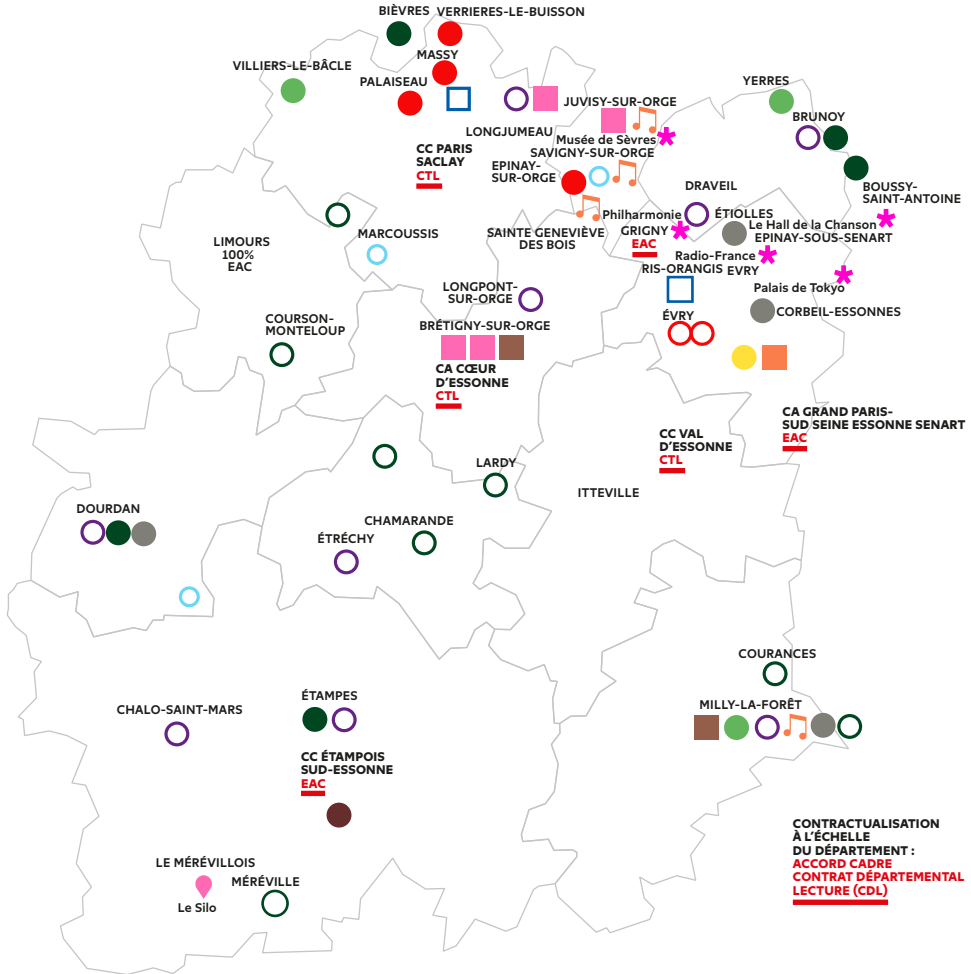 BIÈVRES
VERRIERES-LE-BUISSON
MASSY
VILLIERS-LE-BÂCLE
PALAISEAU
YERRES
JUVISY-SUR-ORGE
BRUNOY
LONGJUMEAU
Musée de Sèvres
CC PARIS
SACLAY
CTL
SAVIGNY-SUR-ORGE
EPINAY-
SUR-ORGE
DRAVEIL
BOUSSY-
SAINT-ANTOINE
Philharmonie
ÉTIOLLES
Le Hall de la Chanson
GRIGNY
EAC
EPINAY-SOUS-SENART
SAINTE GENEVIÈVE
DES BOIS
MARCOUSSIS
LIMOURS
100%
EAC
Radio-France
RIS-ORANGIS
EVRY
Palais de Tokyo
LONGPONT-
SUR-ORGE
CORBEIL-ESSONNES
COURSON-
MONTELOUP
BRÉTIGNY-SUR-ORGE
ÉVRY
CA CŒUR
D'ESSONNE
CTL
CA GRAND PARIS-
SUD SEINE ESSONNE SENART
EAC
CC VAL
D'ESSONNE
CTL
LARDY
ITTEVILLE
DOURDAN
CHAMARANDE
ÉTRÉCHY
COURANCES
CHALO-SAINT-MARS
ÉTAMPES
MILLY-LA-FORÊT
CC ÉTAMPOIS
SUD-ESSONNE
EAC
CONTRACTUALISATION
À L'ÉCHELLE
DU DÉPARTEMENT :
ACCORD CADRE
CONTRAT DÉPARTEMENTAL
LECTURE (CDL)
LE MÉRÉVILLOIS
Le Silo
MÉRÉVILLE